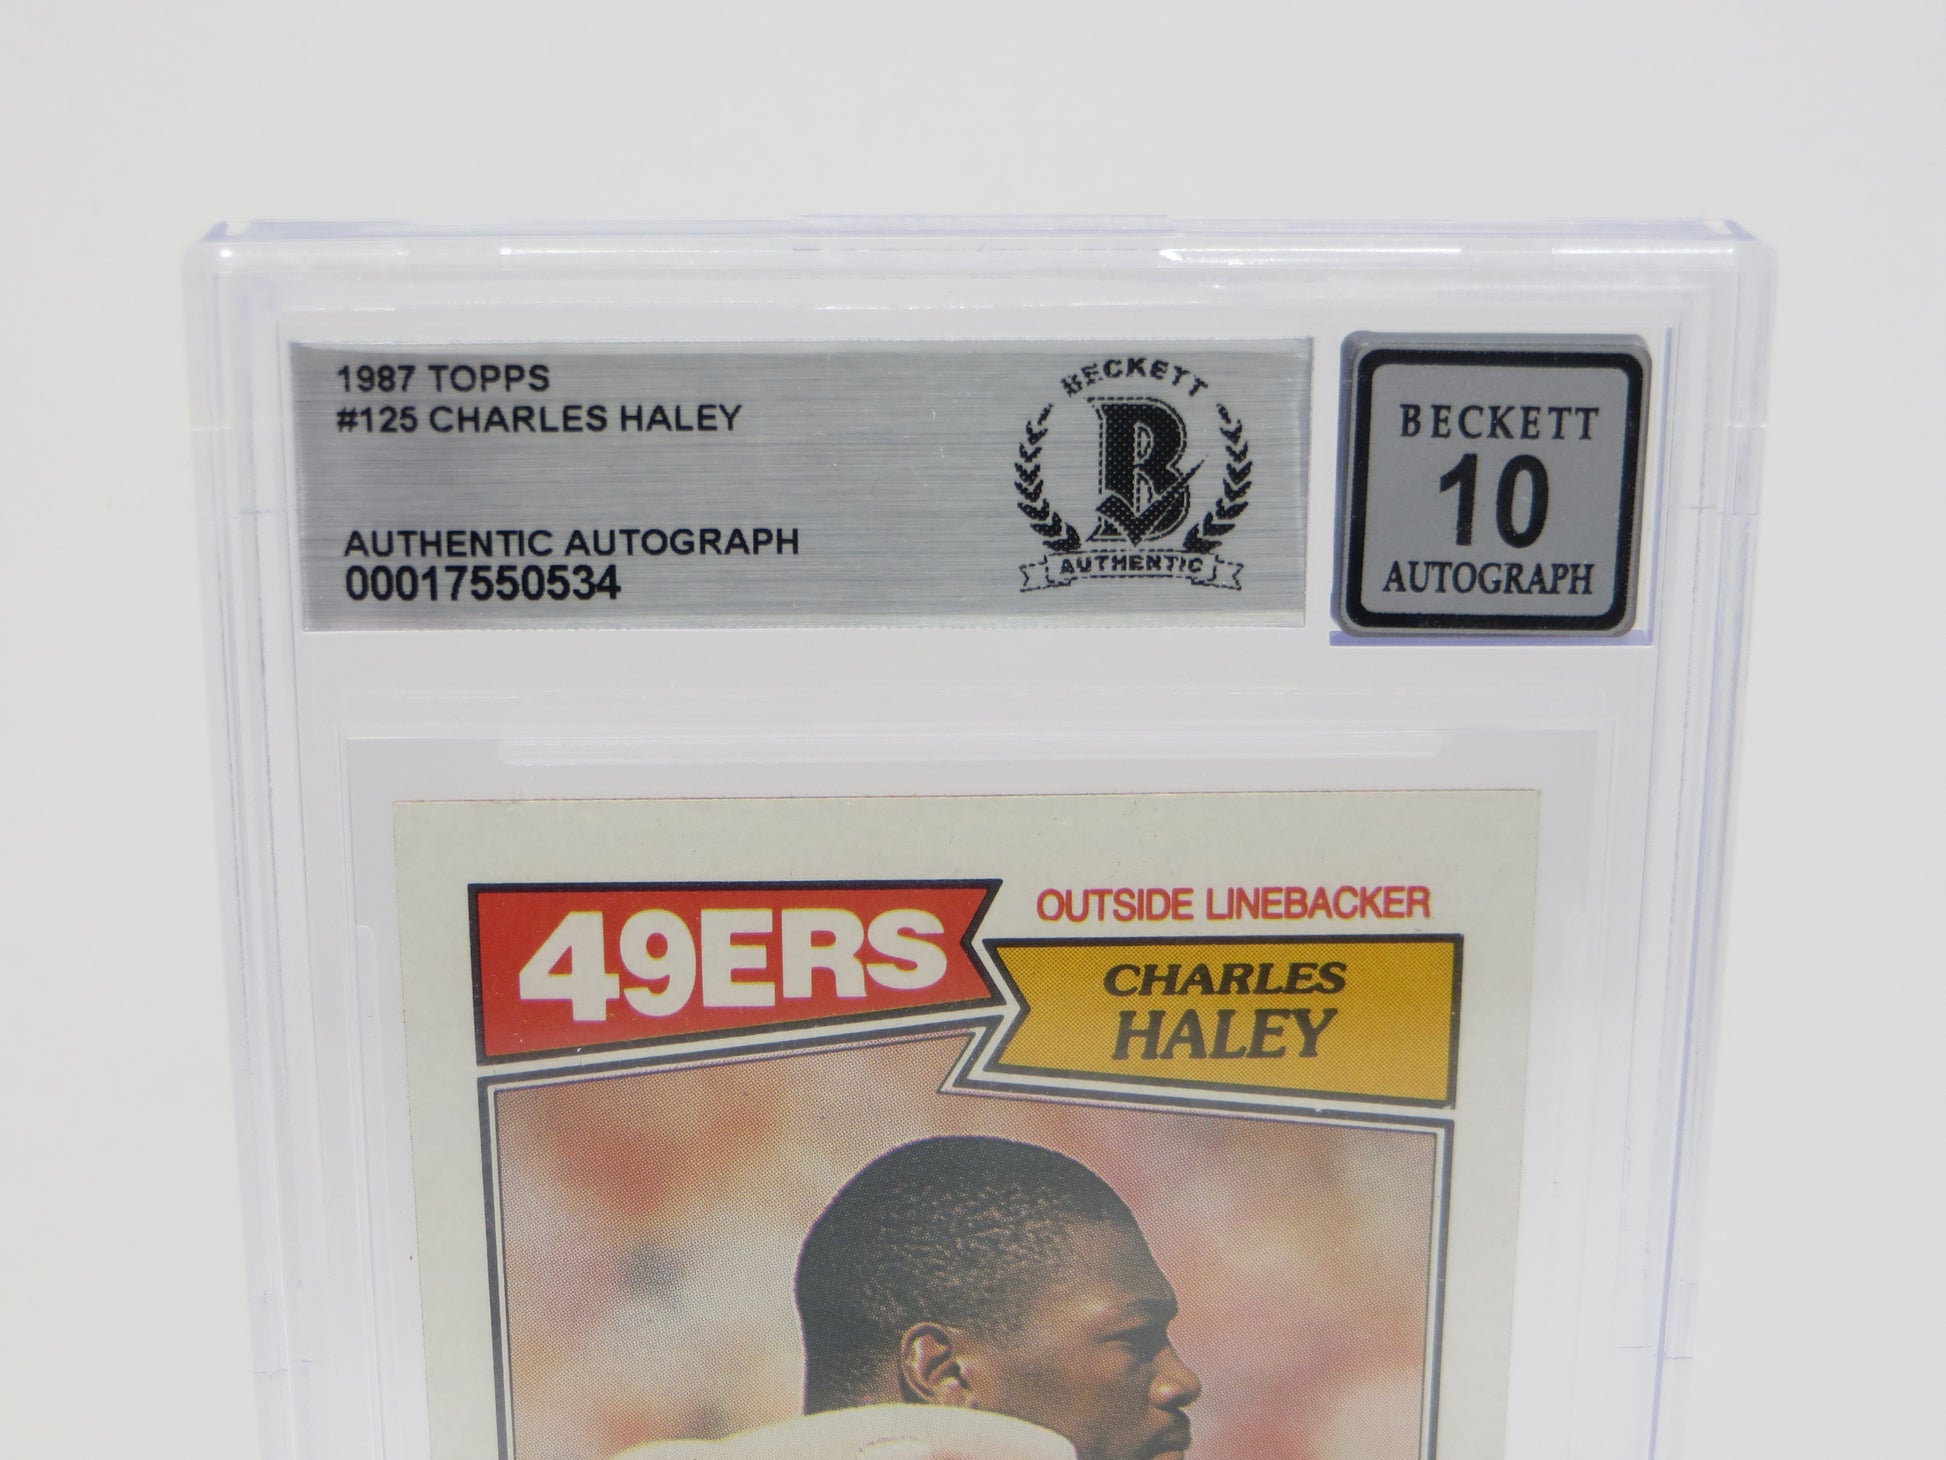 1987 TOPPS
#125 CHARLES HALEY
AUTHENTIC AUTOGRAPH
00017550534
BECKETT
B
AUTHENTIC
BECKETT
10
AUTOGRAPH
49ERS
OUTSIDE LINEBACKER
CHARLES
HALEY